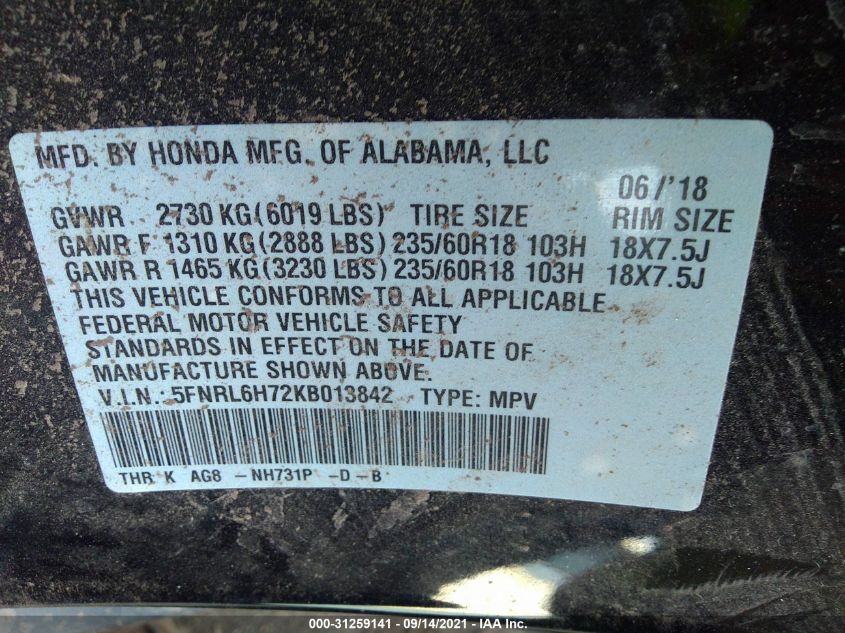 MFD. BY HONDA MFG. OF ALABAMA, LLC
06/'18
GVWR 2730 KG(6019 LBS) TIRE SIZE RIM SIZE
GAWR F 1310 KG(2888 LBS) 235/60R18 103H 18X7.5J
GAWR R 1465 KG(3230 LBS) 235/60R18 103H 18X7.5J
THIS VEHICLE CONFORMS TO ALL APPLICABLE
FEDERAL MOTOR VEHICLE SAFETY
STANDARDS IN EFFECT ON THE DATE OF
MANUFACTURE SHOWN ABOVE.
V.I.N.: 5FNRL6H72KB013842 TYPE: MPV
THR K AG8 -NH731P -D-B
000-31259141 - 09/14/2021 - IAA Inc.